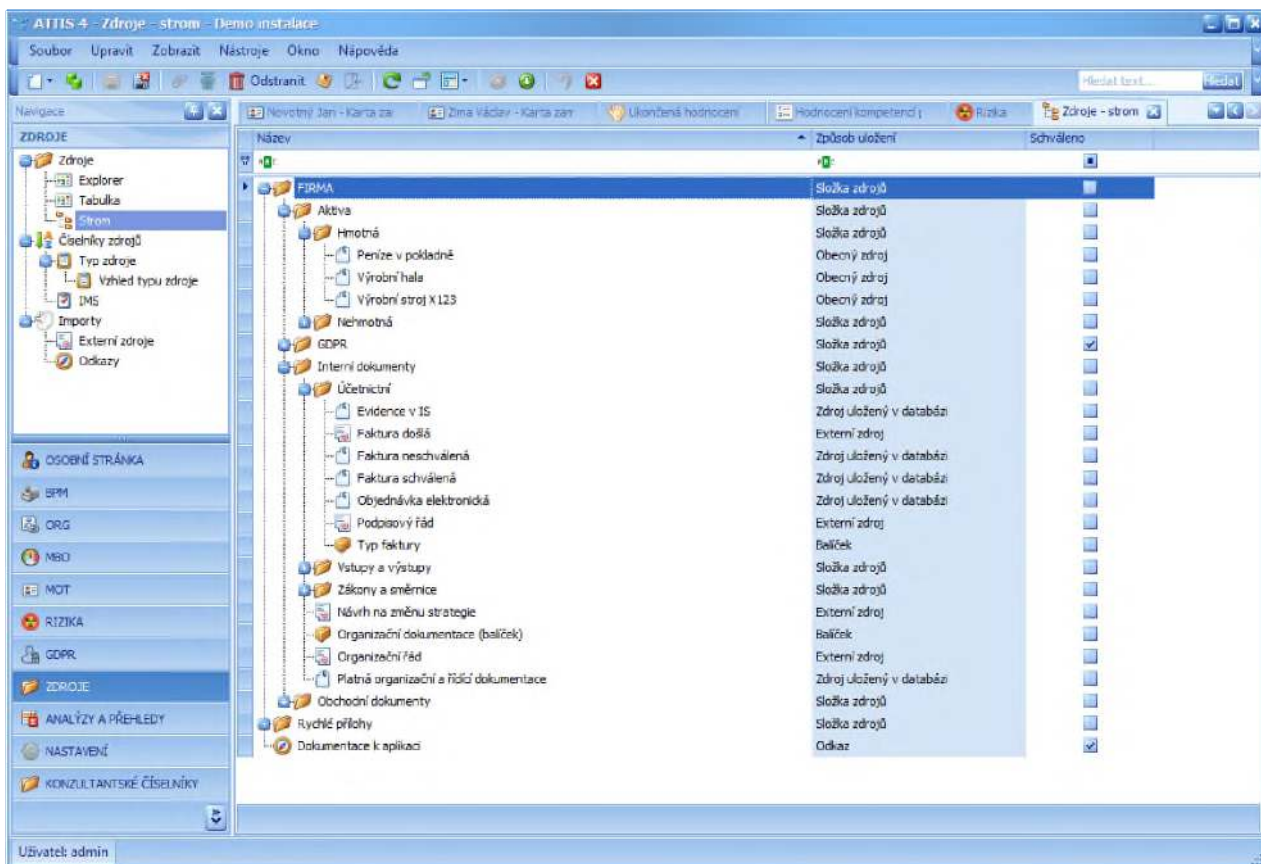 ATTIS 4 - Zdroje - strom - Demo instalace
Soubor Upravit Zobrazit Nástroje Okno Nápověda
Odstranit Hledat text... Hledat
Navigace Novotný Jan - Karta za Zíma Václav - Karta zam Ukončená hodnocení Hodnocení kompetencí Rizika Zdroje - strom
ZDROJE
Zdroje
Explorer
Tabulka
Strom
Číselníky zdrojů
Typ zdroje
Vzhled typu zdroje
IMS
Importy
Externí zdroje
Odkazy
OSOBNÍ STRÁNKA
BPM
ORG
MBO
MOT
RIZIKA
GDPR
ZDROJE
ANALÝZY A PŘEHLEDY
NASTAVENÍ
KONZULTANTSKÉ ČÍSELNÍKY
Název Způsob uložení Schváleno
FIRMA Složka zdrojů
Aktiva Složka zdrojů
Hmotná Složka zdrojů
Peníze v pokladně Obecný zdroj
Výrobní hala Obecný zdroj
Výrobní stroj X123 Obecný zdroj
Nehmotná Složka zdrojů
GDPR Složka zdrojů
Interní dokumenty Složka zdrojů
Účetnictní Složka zdrojů
Evidence v IS Zdroj uložený v databázi
Faktura došlá Externí zdroj
Faktura neschválená Zdroj uložený v databázi
Faktura schválená Zdroj uložený v databázi
Objednávka elektronická Zdroj uložený v databázi
Podpisový řád Externí zdroj
Typ faktury Balíček
Vstupy a výstupy Složka zdrojů
Zákony a směrnice Složka zdrojů
Návrh na změnu strategie Externí zdroj
Organizační dokumentace (balíček) Balíček
Organizační řád Externí zdroj
Platná organizační a řídící dokumentace Zdroj uložený v databázi
Obchodní dokumenty Složka zdrojů
Rychlé přílohy Složka zdrojů
Dokumentace k aplikaci Odkaz
Uživatel: admin